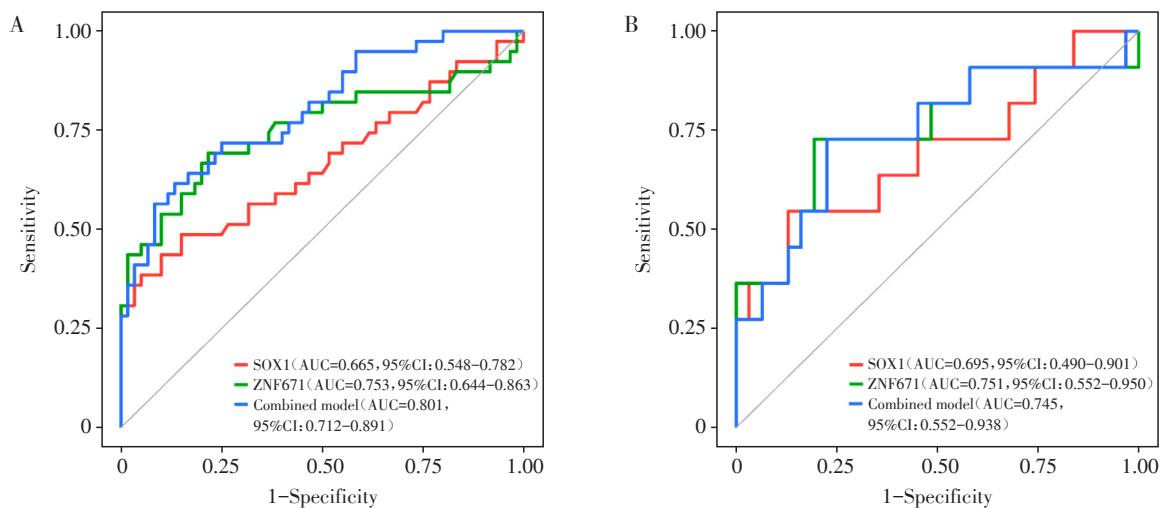 A
1.00
0.75
0.50
0.25
0
Sensitivity
SOX1(AUC=0.665,95%CI:0.548-0.782)
ZNF671(AUC=0.753,95%CI:0.644-0.863)
Combined model(AUC=0.801,
95%CI:0.712-0.891)
0 0.25 0.50 0.75 1.00
1-Specificity
B
1.00
0.75
0.50
0.25
0
Sensitivity
SOX1(AUC=0.695,95%CI:0.490-0.901)
ZNF671(AUC=0.751,95%CI:0.552-0.950)
Combined model(AUC=0.745,
95%CI:0.552-0.938)
0 0.25 0.50 0.75 1.00
1-Specificity